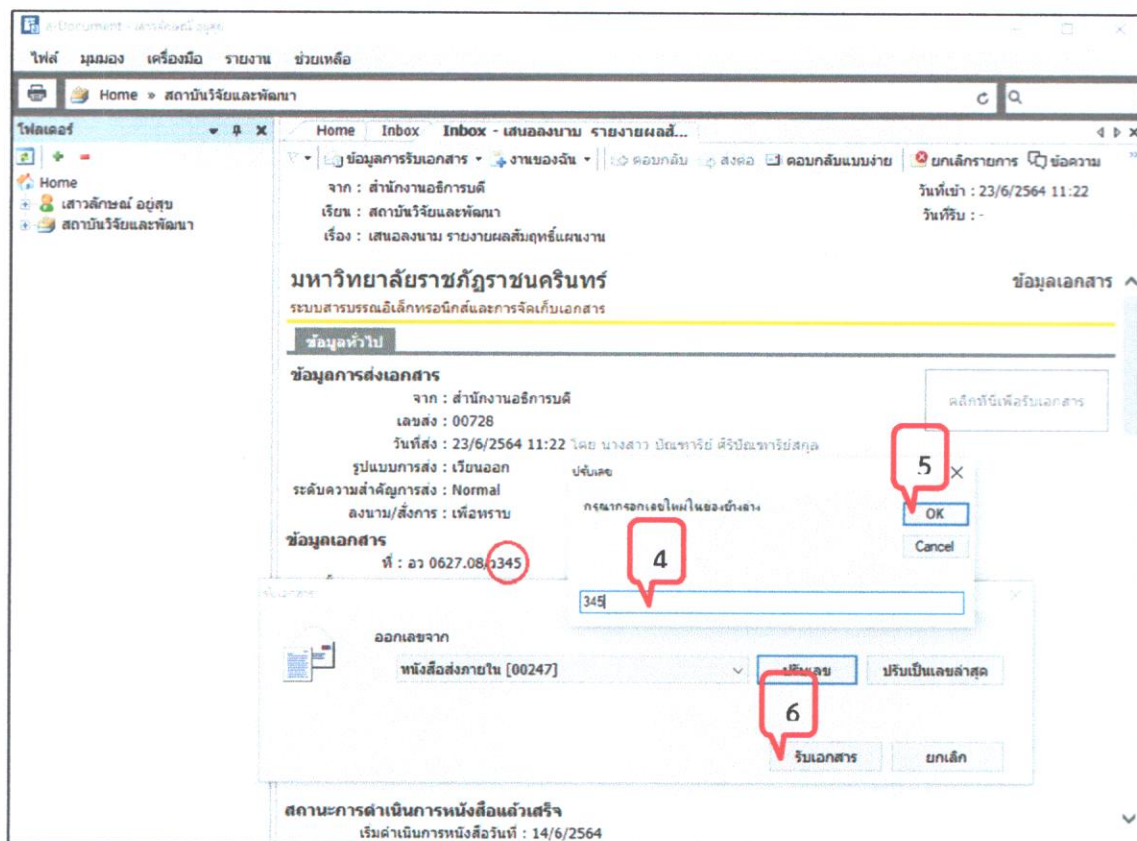 e-Document - เสาวลักษณ์ อยู่สุข
ไฟล์ มุมมอง เครื่องมือ รายงาน ช่วยเหลือ
Home » สถาบันวิจัยและพัฒนา
โฟลเดอร์
Home
เสาวลักษณ์ อยู่สุข
สถาบันวิจัยและพัฒนา
Home Inbox Inbox - เสนอลงนาม รายงานผลสั...
ข้อมูลการรับเอกสาร งานของฉัน ตอบกลับ ส่งต่อ ตอบกลับแบบง่าย ยกเลิกรายการ ข้อความ
จาก : สำนักงานอธิการบดี
วันที่เข้า : 23/6/2564 11:22
เรียน : สถาบันวิจัยและพัฒนา
วันที่รับ : -
เรื่อง : เสนอลงนาม รายงานผลสัมฤทธิ์แผนงาน
มหาวิทยาลัยราชภัฏราชนครินทร์
ข้อมูลเอกสาร
ระบบสารบรรณอิเล็กทรอนิกส์และการจัดเก็บเอกสาร
ข้อมูลทั่วไป
ข้อมูลการส่งเอกสาร
จาก : สำนักงานอธิการบดี
คลิกที่นี่เพื่อรับเอกสาร
เลขส่ง : 00728
วันที่ส่ง : 23/6/2564 11:22 โดย นางสาว ปัณฑารีย์ ศิริปัณฑารีย์สกุล
รูปแบบการส่ง : เวียนออก
ระดับความสำคัญการส่ง : Normal
ลงนาม/สั่งการ : เพื่อทราบ
ข้อมูลเอกสาร
ที่ : อว 0627.08/ว345
ปรับเลข
5
กรุณากรอกเลขใหม่ในช่องข้างล่าง
OK
Cancel
4
345
รับเอกสาร
ออกเลขจาก
หนังสือส่งภายใน [00247]
ปรับเลข
ปรับเป็นเลขล่าสุด
6
รับเอกสาร
ยกเลิก
สถานะการดำเนินการหนังสือแล้วเสร็จ
เริ่มดำเนินการหนังสือวันที่ : 14/6/2564